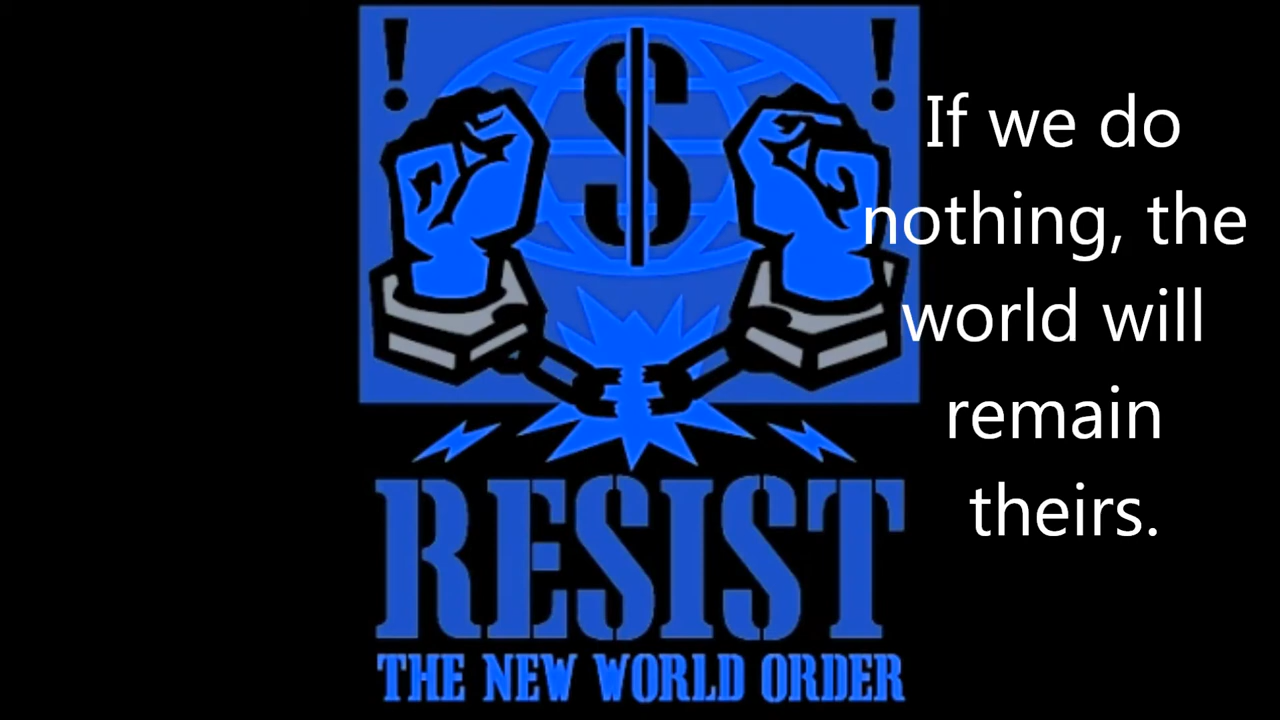 ! $ !
If we do
nothing, the
world will
remain
theirs.
RESIST
THE NEW WORLD ORDER